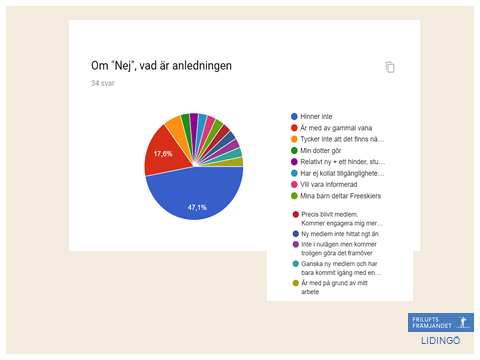 Om "Nej", vad är anledningen
34 svar
17,6%
47,1%
Hinner inte
Är med av gammal vana
Tycker inte att det finns nå...
Min dotter gör
Relativt ny + ett hinder, stu...
Har ej kollat tillgänglighete...
Vill vara informerad
Mina barn deltar Freeskiers
Precis blivit medlem.
Kommer engagera mig mer...
Ny medlem inte hittat ngt än
Inte i nulägen men kommer
troligen göra det framöver
Ganska ny medlem och har
bara kommit igång med en...
Är med på grund av mitt
arbete
FRILUFTS
FRÄMJANDET
LIDINGÖ